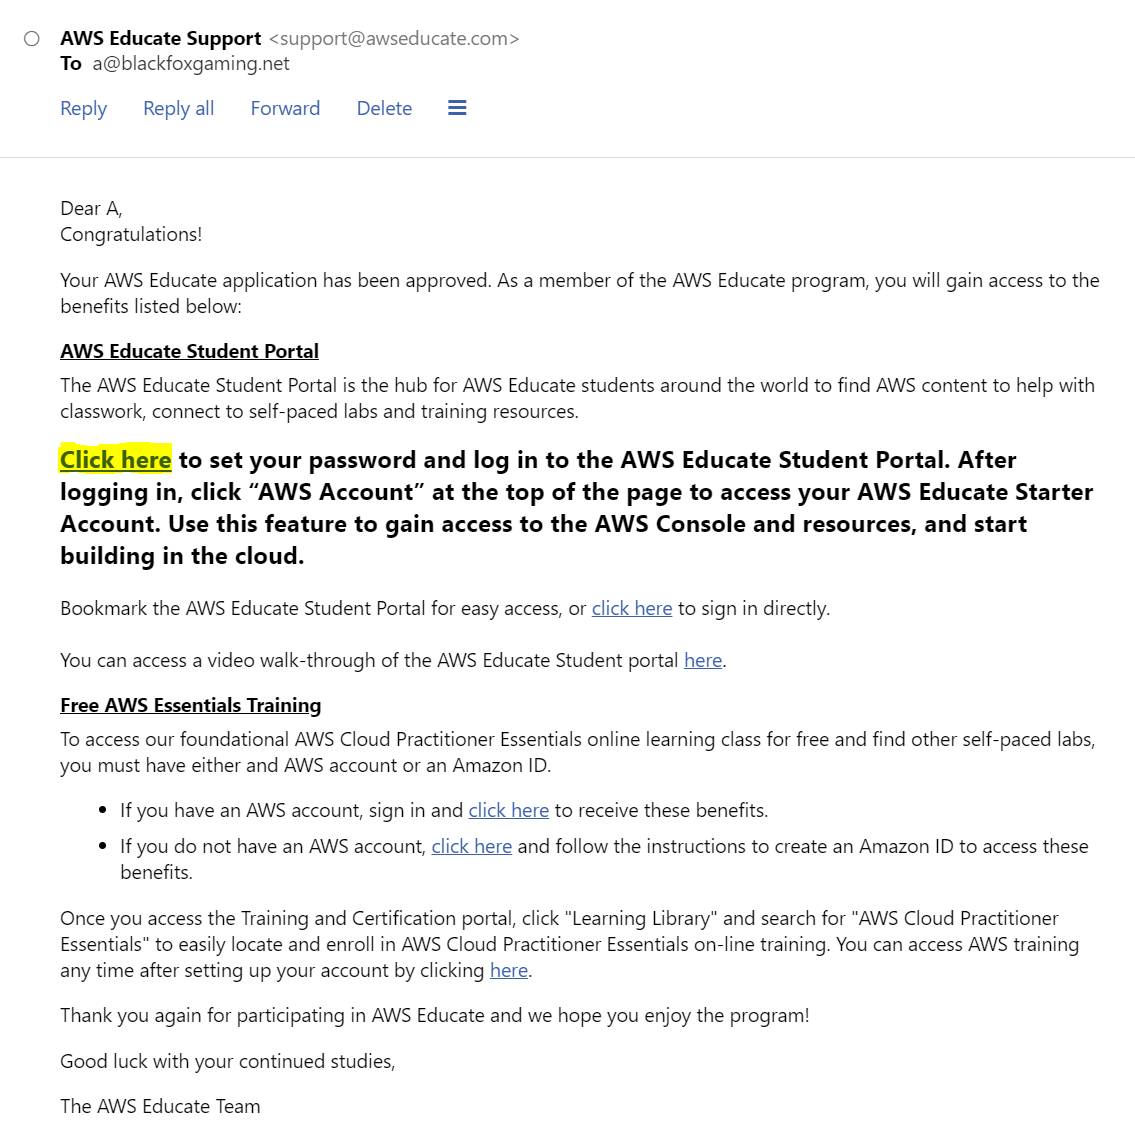 AWS Educate Support <support@awseducate.com>
To a@blackfoxgaming.net
Reply Reply all Forward Delete
Dear A,
Congratulations!
Your AWS Educate application has been approved. As a member of the AWS Educate program, you will gain access to the
benefits listed below:
AWS Educate Student Portal
The AWS Educate Student Portal is the hub for AWS Educate students around the world to find AWS content to help with
classwork, connect to self-paced labs and training resources.
Click here to set your password and log in to the AWS Educate Student Portal. After
logging in, click “AWS Account” at the top of the page to access your AWS Educate Starter
Account. Use this feature to gain access to the AWS Console and resources, and start
building in the cloud.
Bookmark the AWS Educate Student Portal for easy access, or click here to sign in directly.
You can access a video walk-through of the AWS Educate Student portal here.
Free AWS Essentials Training
To access our foundational AWS Cloud Practitioner Essentials online learning class for free and find other self-paced labs,
you must have either and AWS account or an Amazon ID.
• If you have an AWS account, sign in and click here to receive these benefits.
• If you do not have an AWS account, click here and follow the instructions to create an Amazon ID to access these
benefits.
Once you access the Training and Certification portal, click "Learning Library" and search for "AWS Cloud Practitioner
Essentials" to easily locate and enroll in AWS Cloud Practitioner Essentials on-line training. You can access AWS training
any time after setting up your account by clicking here.
Thank you again for participating in AWS Educate and we hope you enjoy the program!
Good luck with your continued studies,
The AWS Educate Team